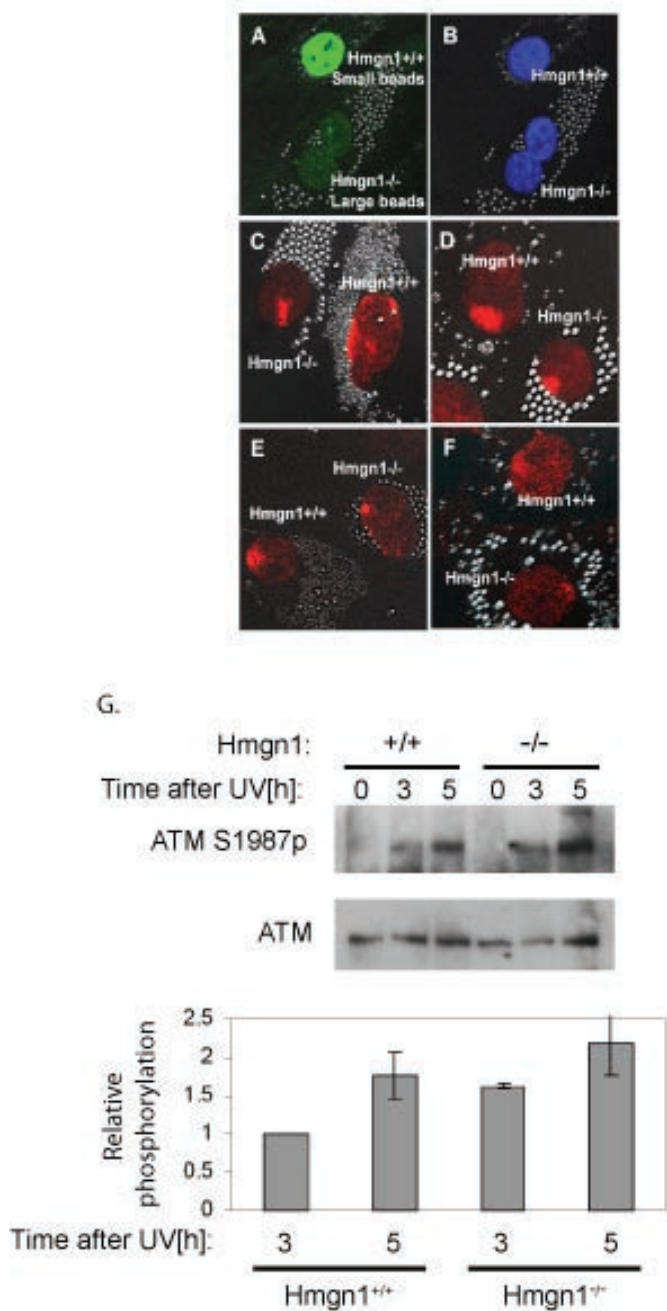 A
Hmgn1+/+
Small beads
Hmgn1-/-
Large beads
B
Hmgn1+/+
Hmgn1-/-
C
Hmgn1+/+
Hmgn1-/-
D
Hmgn1+/+
Hmgn1-/-
E
Hmgn1-/-
Hmgn1+/+
F
Hmgn1+/+
Hmgn1-/-
G.
Hmgn1: +/+ -/-
Time after UV[h]: 0 3 5 0 3 5
ATM S1987p
ATM
Relative
phosphorylation
2.5
2
1.5
1
0.5
0
Time after UV[h]: 3 5 3 5
Hmgn1+/+ Hmgn1-/-